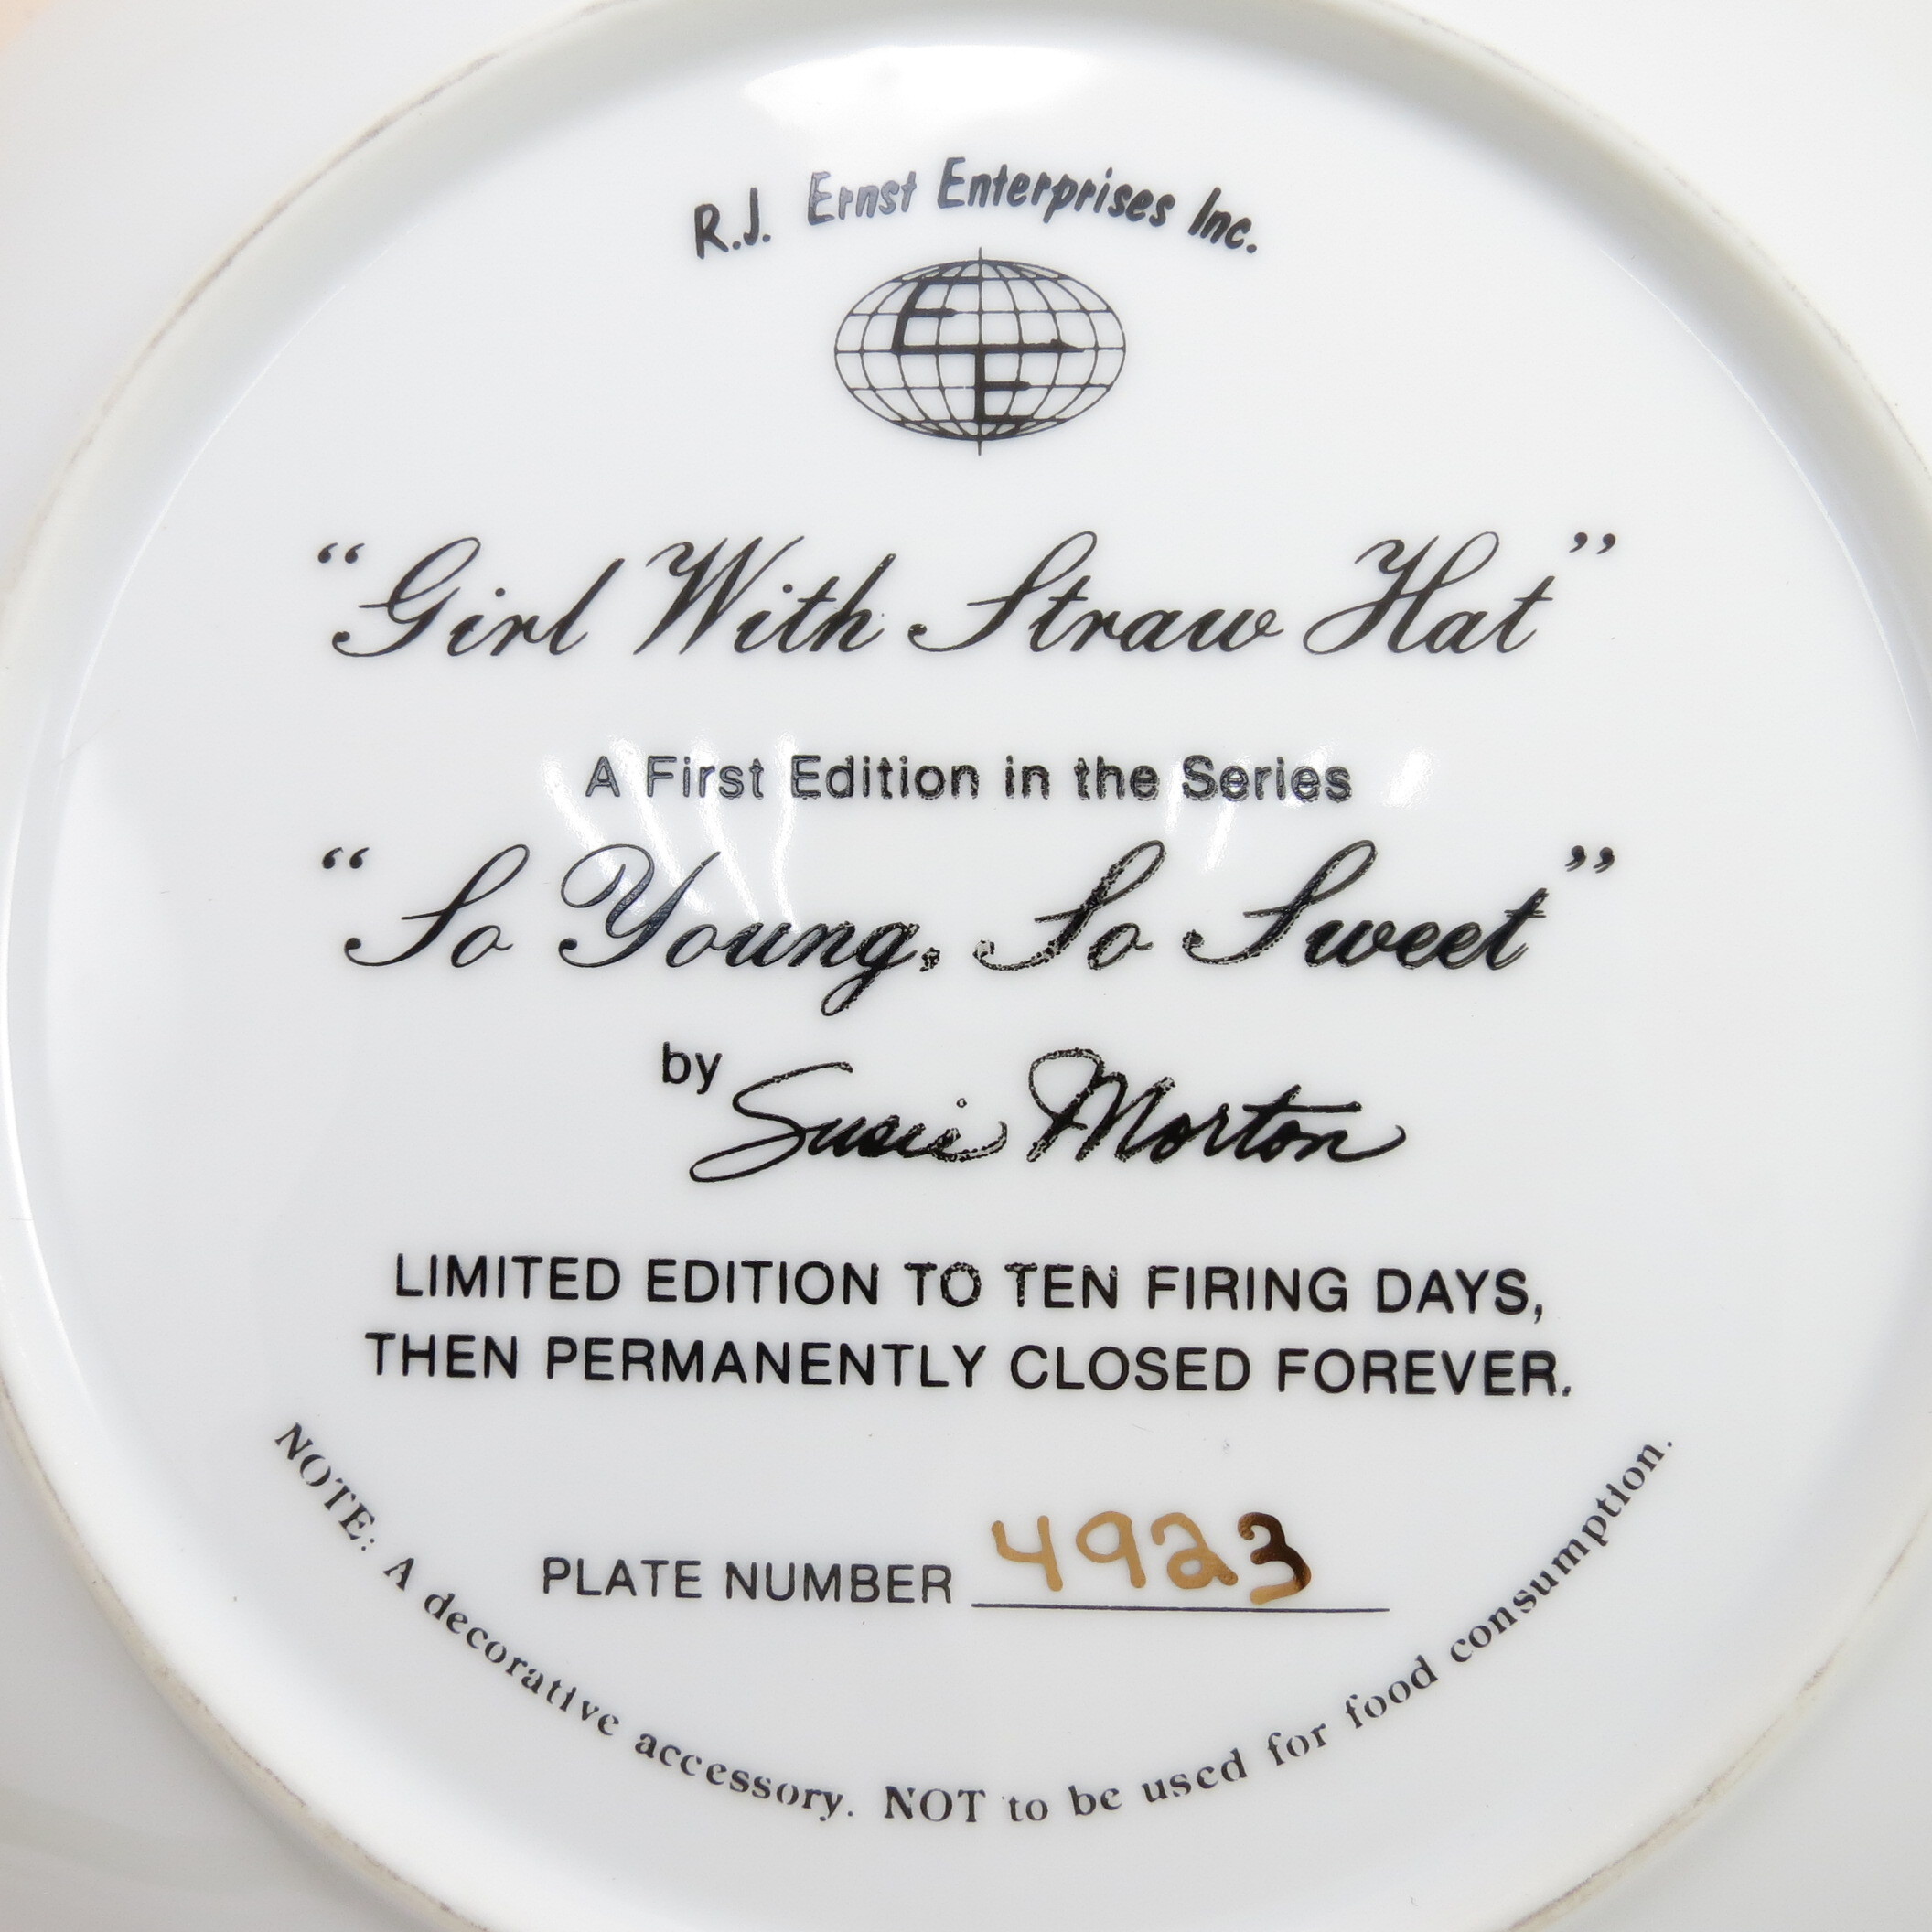 R.J. Ernst Enterprises Inc.
E
E
“Girl With Straw Hat”
A First Edition in the Series
“So Young, So Sweet”
by Susie Morton
LIMITED EDITION TO TEN FIRING DAYS,
THEN PERMANENTLY CLOSED FOREVER.
PLATE NUMBER 4923
NOTE: A decorative accessory. NOT to be used for food consumption.